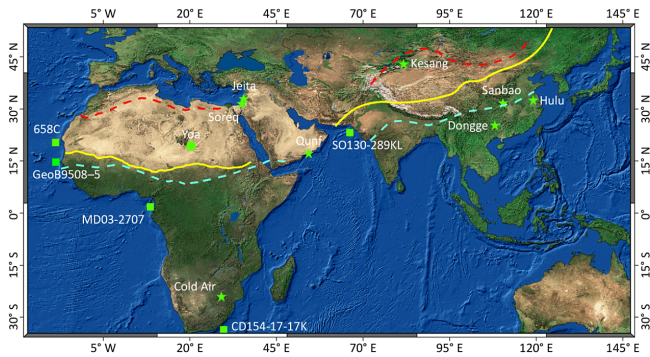 5° W 20° E 45° E 70° E 95° E 120° E 145° E
45° N 30° N 15° N 0° 15° S 30° S
45° N 30° N 15° N 0° 15° S 30° S
Kesang
Jeita
Sanbao
Hulu
Soreq
658C
Yoa
Qunf
SO130-289KL
Dongge
GeoB9508–5
MD03-2707
Cold Air
CD154-17-17K
5° W 20° E 45° E 70° E 95° E 120° E 145° E